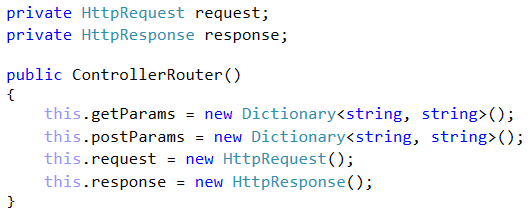 private HttpRequest request;
private HttpResponse response;
public ControllerRouter()
{
this.getParams = new Dictionary<string, string>();
this.postParams = new Dictionary<string, string>();
this.request = new HttpRequest();
this.response = new HttpResponse();
}